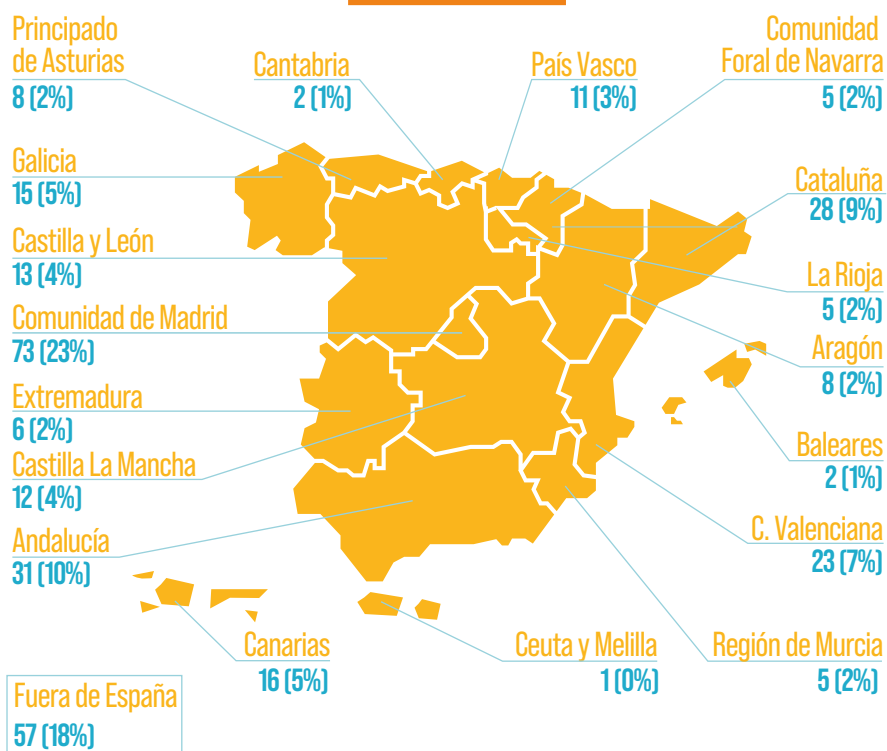 Principado
de Asturias
8 (2%)
Cantabria
2 (1%)
País Vasco
11 (3%)
Comunidad
Foral de Navarra
5 (2%)
Galicia
15 (5%)
Cataluña
28 (9%)
Castilla y León
13 (4%)
La Rioja
5 (2%)
Comunidad de Madrid
73 (23%)
Aragón
8 (2%)
Extremadura
6 (2%)
Baleares
2 (1%)
Castilla La Mancha
12 (4%)
C. Valenciana
23 (7%)
Andalucía
31 (10%)
Canarias
16 (5%)
Ceuta y Melilla
1 (0%)
Región de Murcia
5 (2%)
Fuera de España
57 (18%)